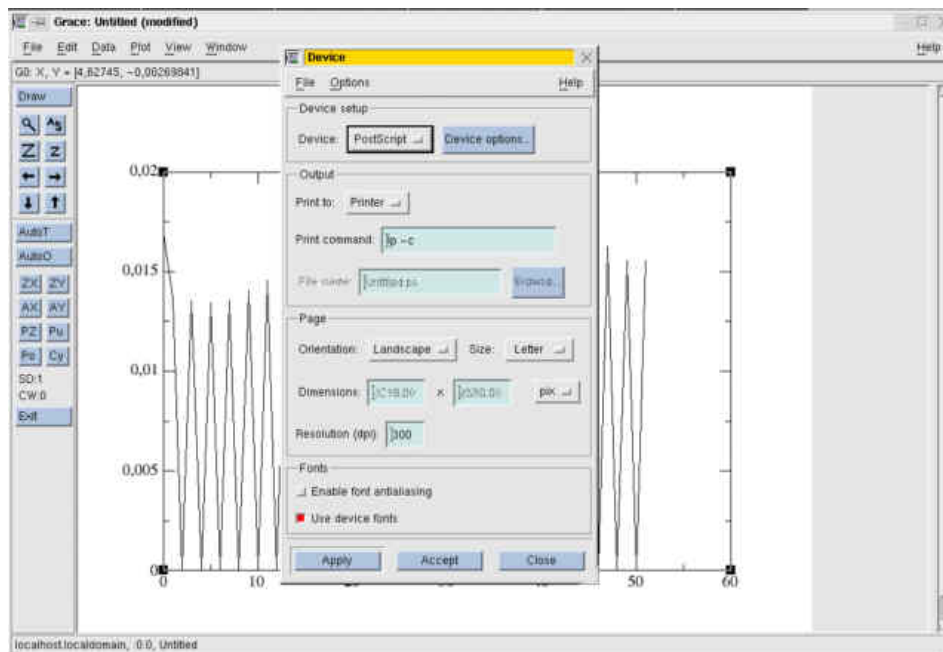 Grace: Untitled (modified)
File Edit Data Plot View Window Help
G0: X, Y = [4,62745, -0,00269841]
Draw
Z z
AutoT
AutoO
ZX ZY
AX AY
PZ Pu
Po Cy
SD:1
CW:0
Exit
0,02
0,015
0,01
0,005
0
0 10 50 60
Device
File Options Help
Device setup
Device: PostScript Device options...
Output
Print to: Printer
Print command: lp -c
File name: Untitled.ps Browse...
Page
Orientation: Landscape Size: Letter
Dimensions: x pix
Resolution (dpi) 300
Fonts
Enable font antialiasing
Use device fonts
Apply Accept Close
localhost.localdomain, :0.0, Untitled